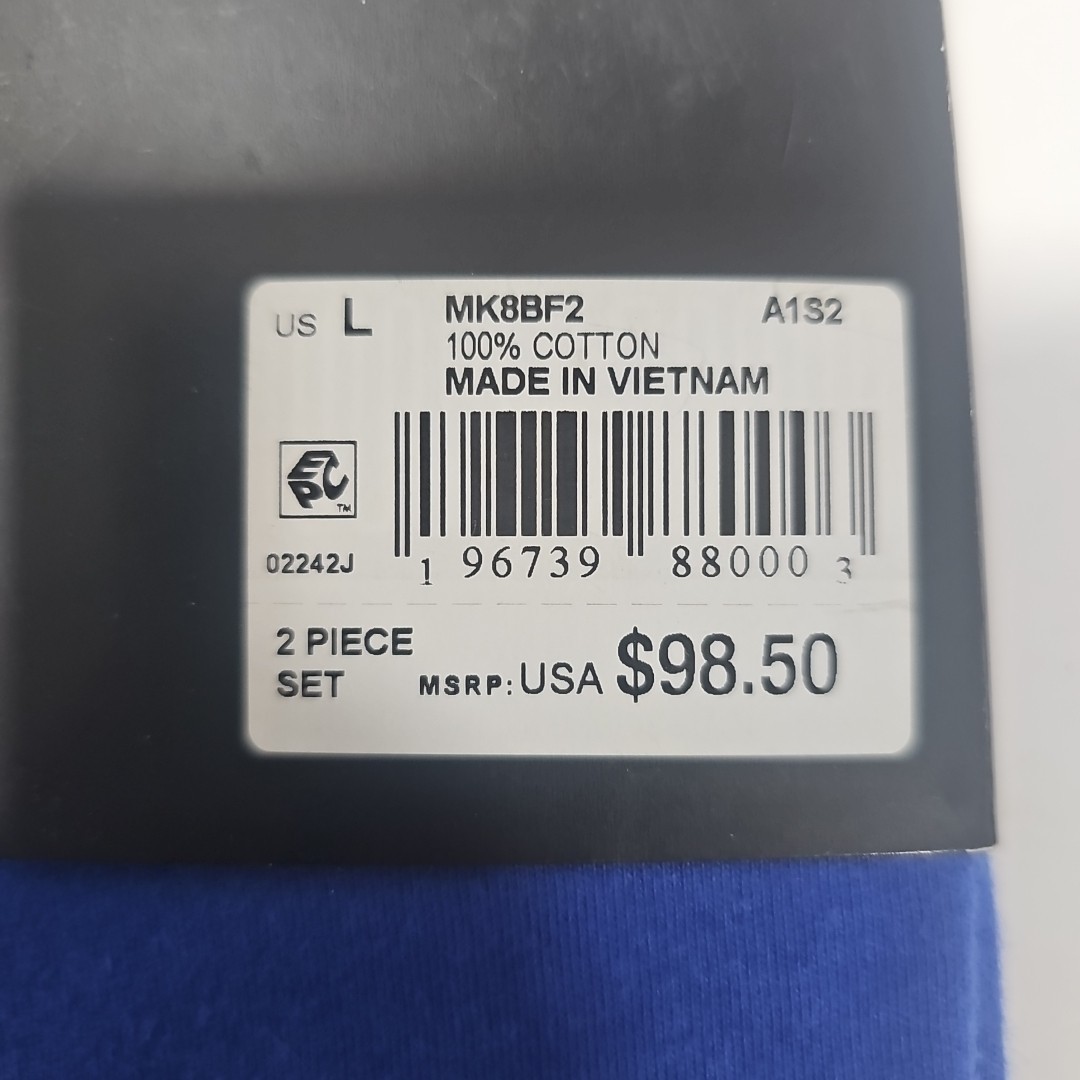 US L MK8BF2 A1S2
100% COTTON
MADE IN VIETNAM
EPC TM
02242J
1 96739 88000 3
2 PIECE
SET
MSRP: USA $98.50